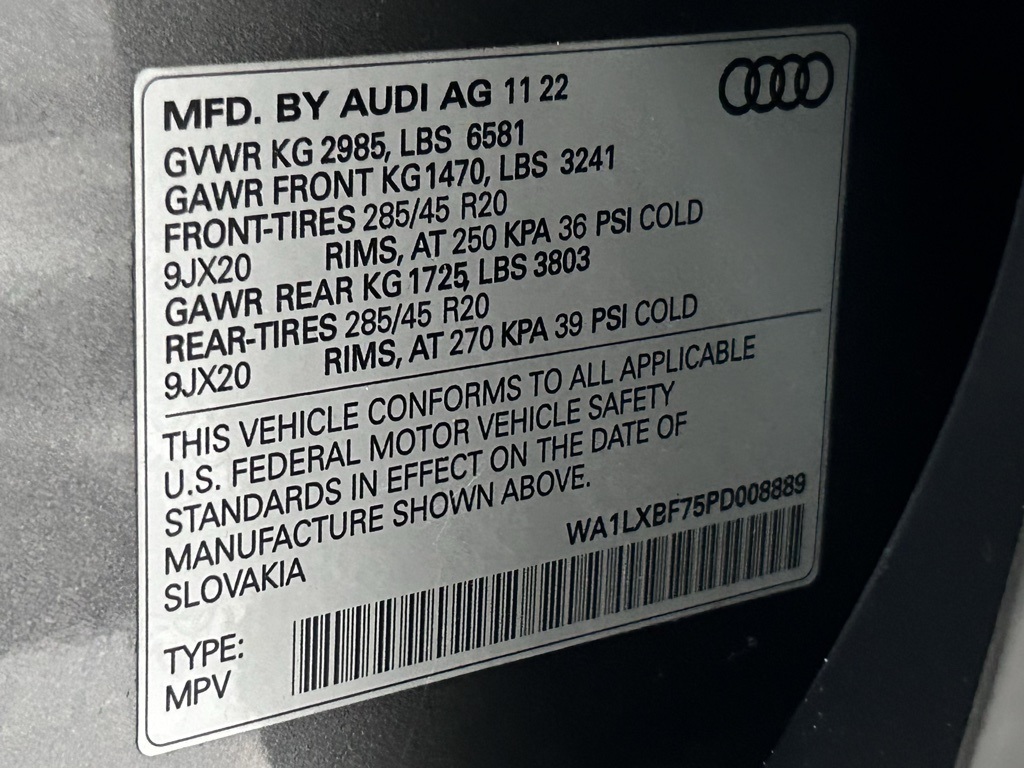 MFD. BY AUDI AG 11 22
GVWR KG 2985, LBS 6581
GAWR FRONT KG 1470, LBS 3241
FRONT-TIRES 285/45 R20
9JX20 RIMS, AT 250 KPA 36 PSI COLD
GAWR REAR KG 1725, LBS 3803
REAR-TIRES 285/45 R20
9JX20 RIMS, AT 270 KPA 39 PSI COLD
THIS VEHICLE CONFORMS TO ALL APPLICABLE
U.S. FEDERAL MOTOR VEHICLE SAFETY
STANDARDS IN EFFECT ON THE DATE OF
MANUFACTURE SHOWN ABOVE.
SLOVAKIA
WA1LXBF75PD008889
TYPE:
MPV